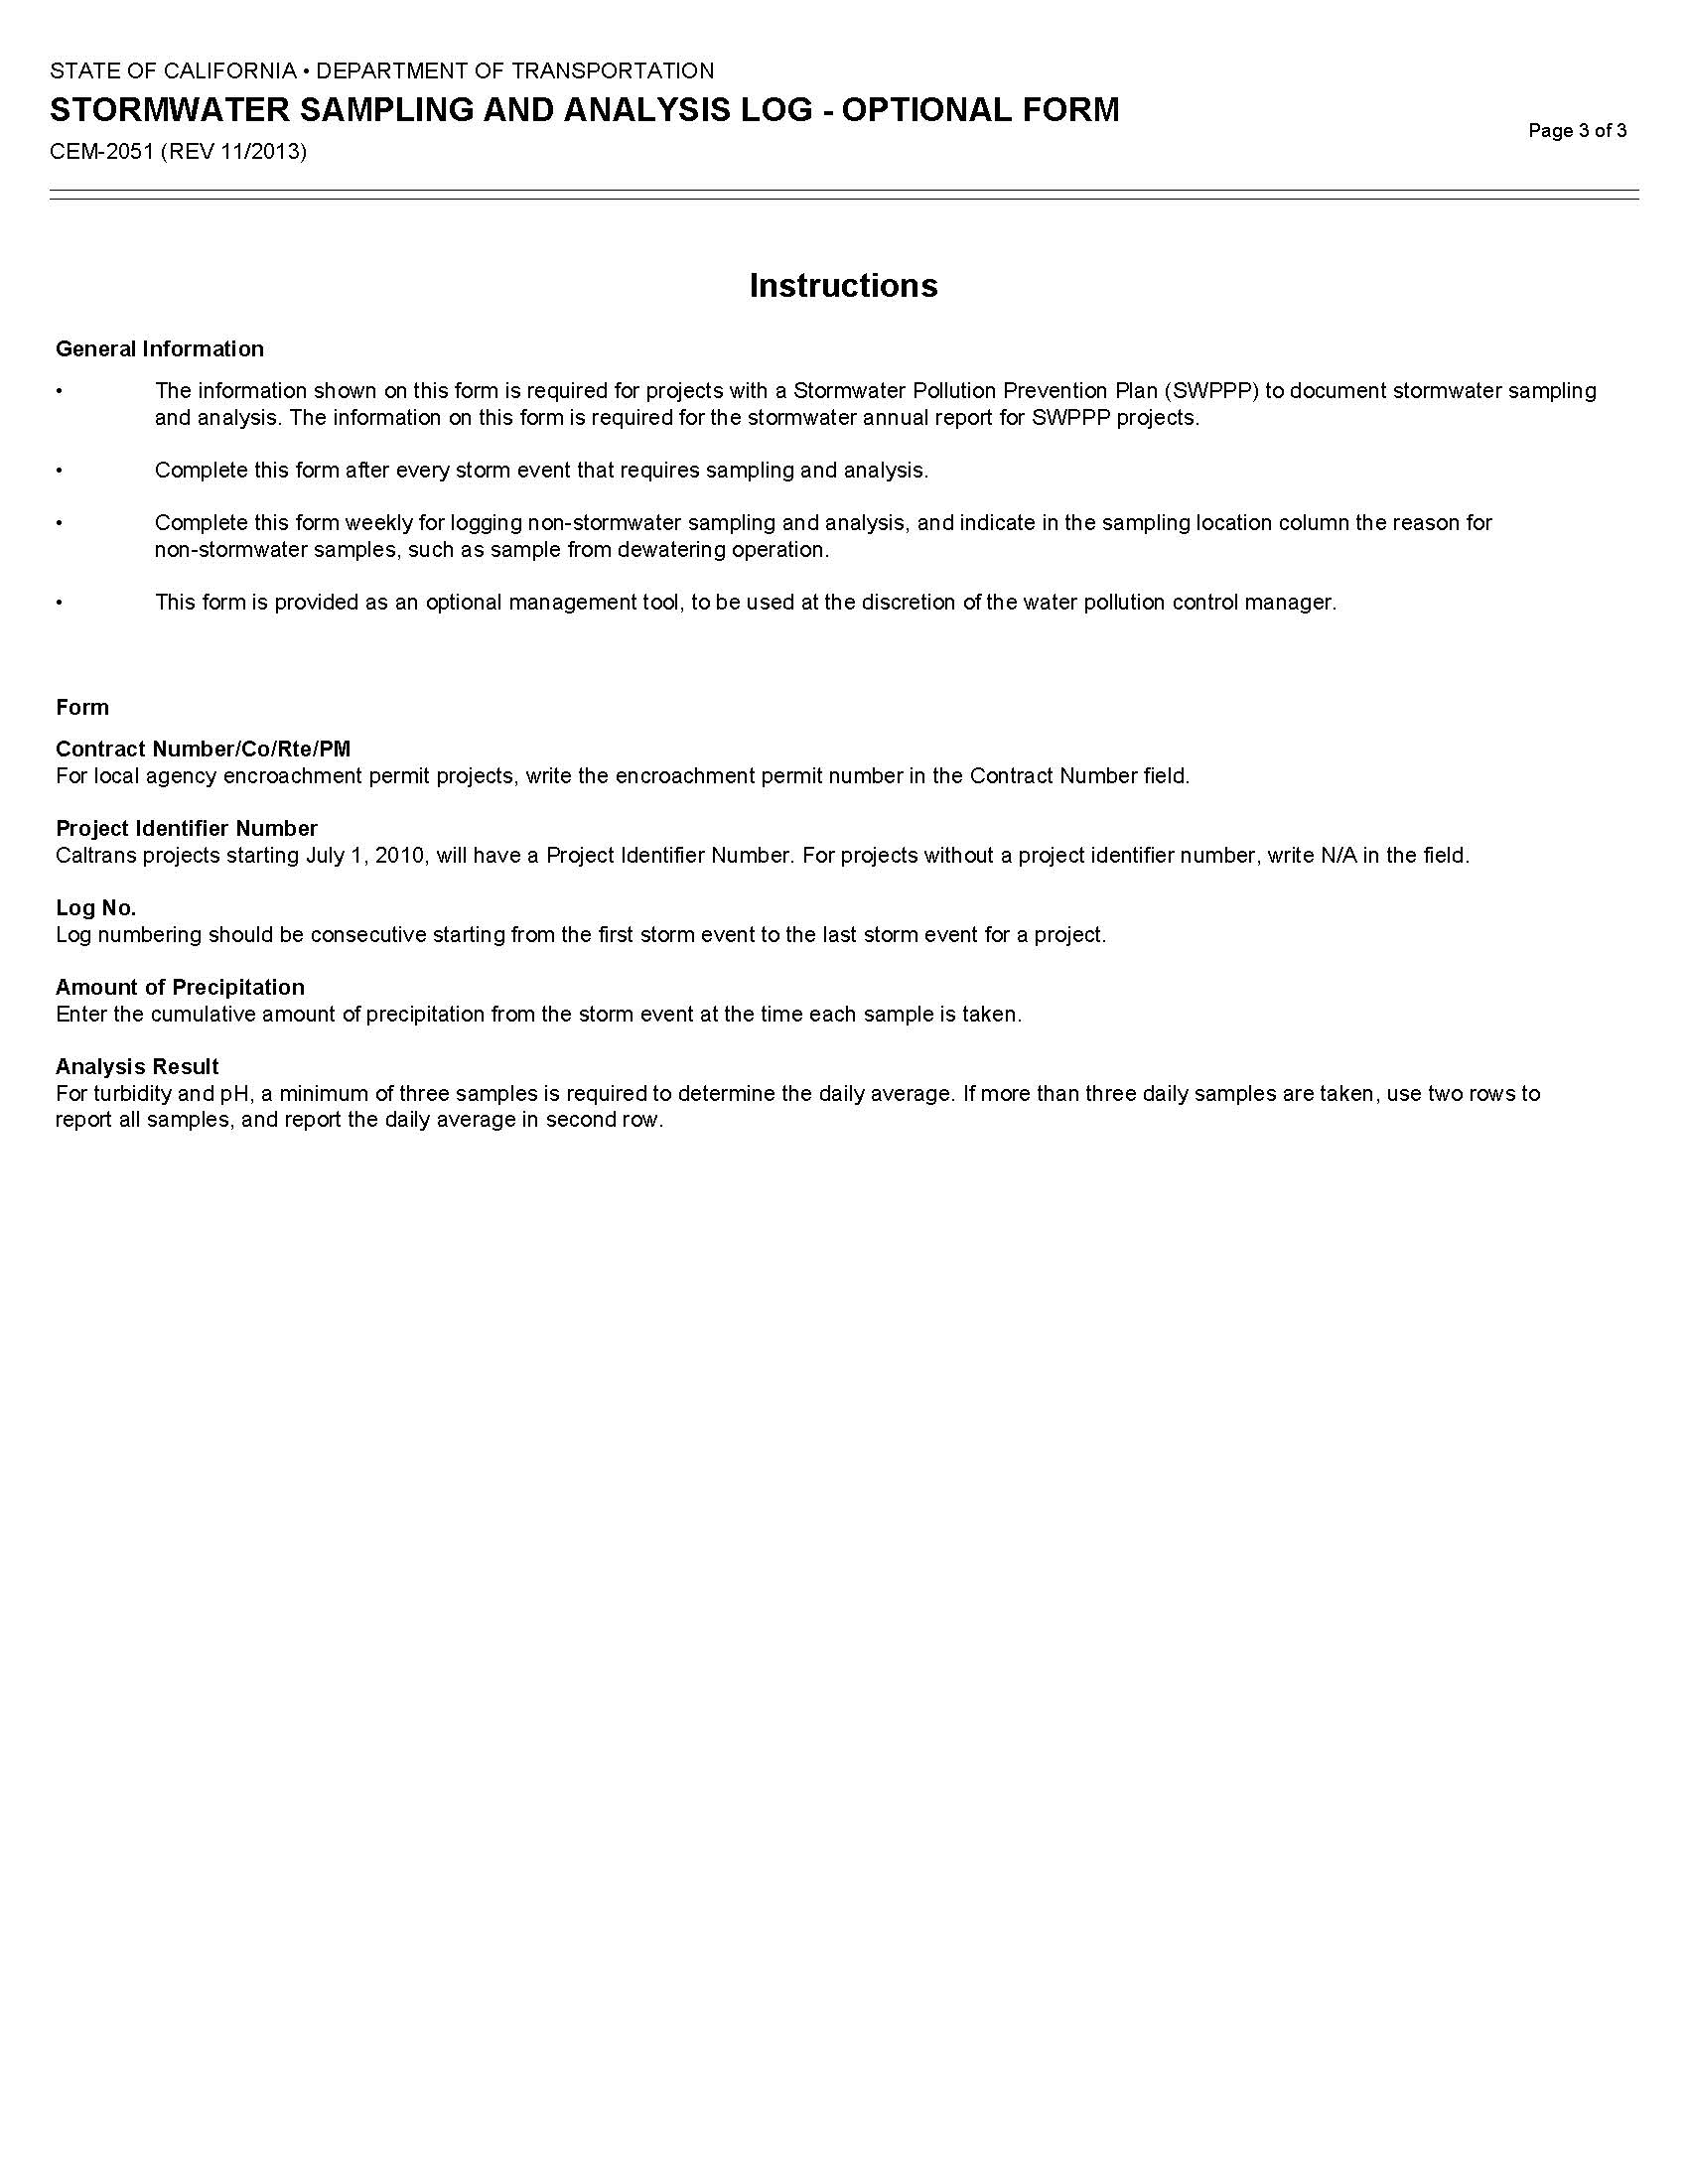 STATE OF CALIFORNIA • DEPARTMENT OF TRANSPORTATION
STORMWATER SAMPLING AND ANALYSIS LOG - OPTIONAL FORM
Page 3 of 3
CEM-2051 (REV 11/2013)
Instructions
General Information
• The information shown on this form is required for projects with a Stormwater Pollution Prevention Plan (SWPPP) to document stormwater sampling
and analysis. The information on this form is required for the stormwater annual report for SWPPP projects.
• Complete this form after every storm event that requires sampling and analysis.
• Complete this form weekly for logging non-stormwater sampling and analysis, and indicate in the sampling location column the reason for
non-stormwater samples, such as sample from dewatering operation.
• This form is provided as an optional management tool, to be used at the discretion of the water pollution control manager.
Form
Contract Number/Co/Rte/PM
For local agency encroachment permit projects, write the encroachment permit number in the Contract Number field.
Project Identifier Number
Caltrans projects starting July 1, 2010, will have a Project Identifier Number. For projects without a project identifier number, write N/A in the field.
Log No.
Log numbering should be consecutive starting from the first storm event to the last storm event for a project.
Amount of Precipitation
Enter the cumulative amount of precipitation from the storm event at the time each sample is taken.
Analysis Result
For turbidity and pH, a minimum of three samples is required to determine the daily average. If more than three daily samples are taken, use two rows to
report all samples, and report the daily average in second row.